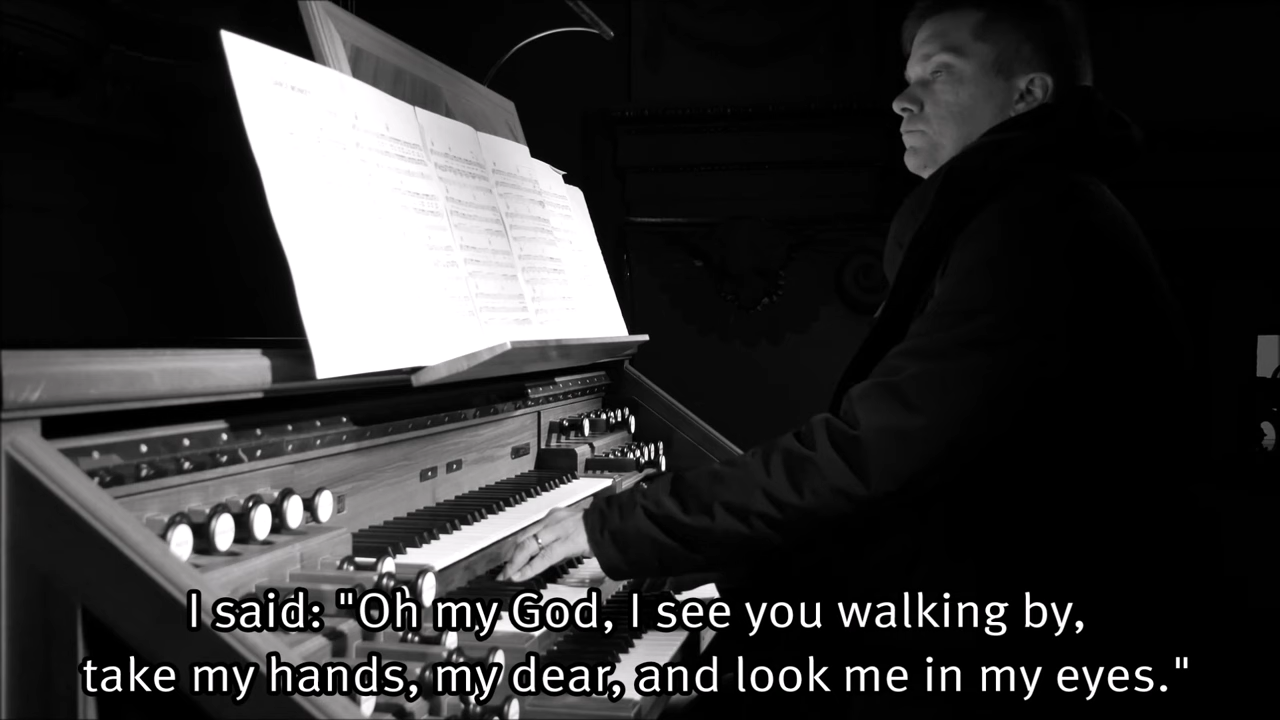 I said: "Oh my God, I see you walking by,
take my hands, my dear, and look me in my eyes."